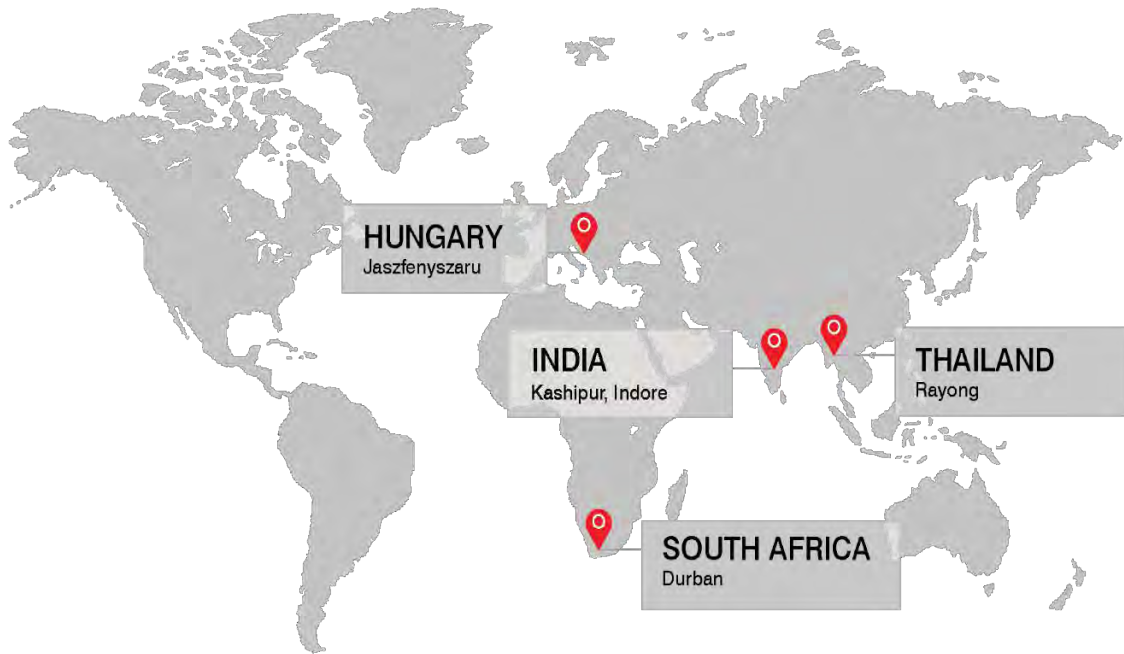 HUNGARY
Jaszfenyszaru
INDIA
Kashipur, Indore
THAILAND
Rayong
SOUTH AFRICA
Durban